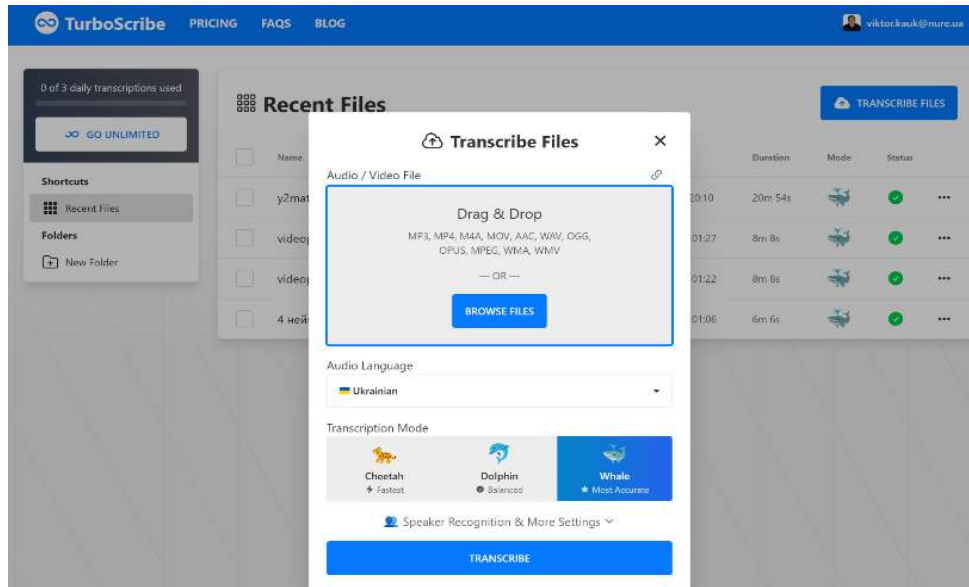 TurboScribe PRICING FAQS BLOG viktor.kauk@nure.ua
0 of 3 daily transcriptions used
GO UNLIMITED
Shortcuts
Recent Files
Folders
New Folder
Recent Files
TRANSCRIBE FILES
Name Duration Mode Status
y2mat 20:10 20m 54s
video 01:27 8m 8s
video 01:22 8m 8s
4 ней 01:06 6m 6s
Transcribe Files
Audio / Video File
Drag & Drop
MP3, MP4, M4A, MOV, AAC, WAV, OGG,
OPUS, MPEG, WMA, WMV
— OR —
BROWSE FILES
Audio Language
Ukrainian
Transcription Mode
Cheetah
Fastest
Dolphin
Balanced
Whale
Most Accurate
Speaker Recognition & More Settings
TRANSCRIBE